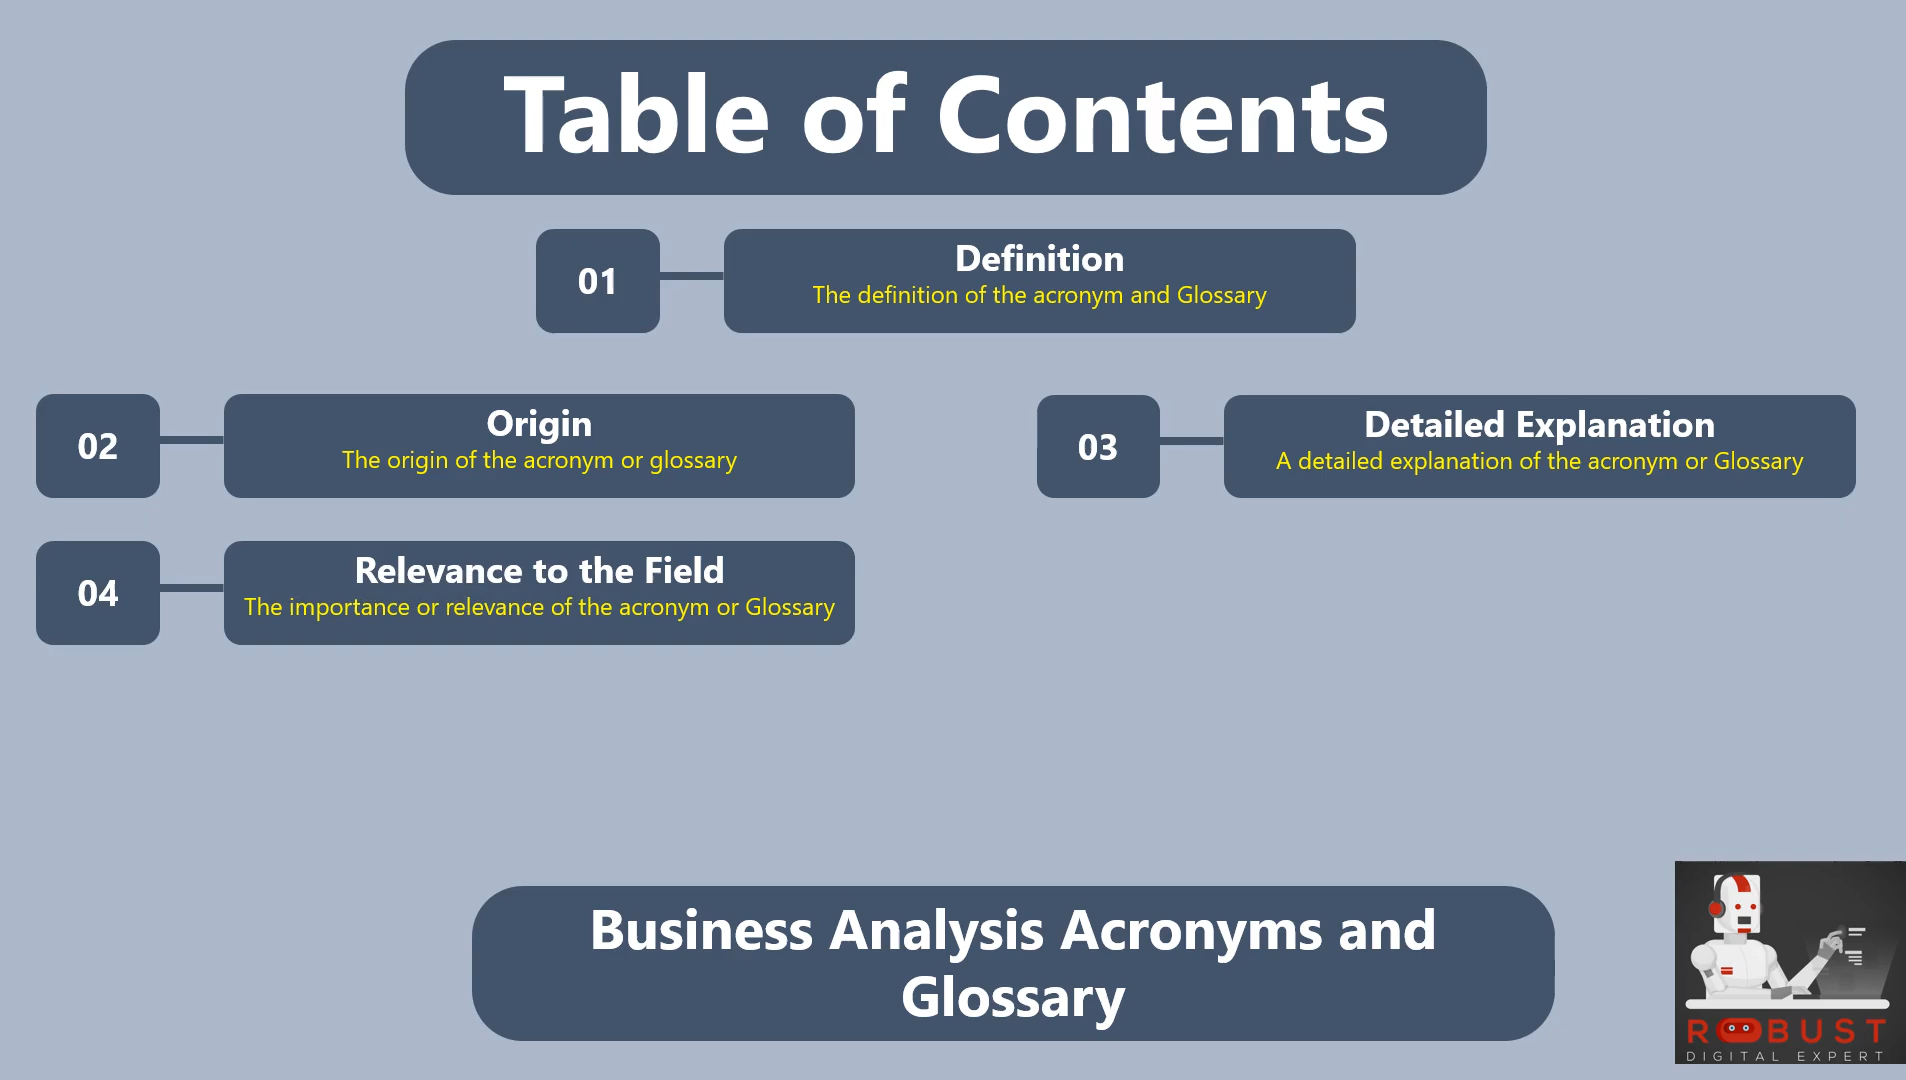 Table of Contents
01
Definition
The definition of the acronym and Glossary
02
Origin
The origin of the acronym or glossary
03
Detailed Explanation
A detailed explanation of the acronym or Glossary
04
Relevance to the Field
The importance or relevance of the acronym or Glossary
Business Analysis Acronyms and
Glossary
ROBUST
DIGITAL EXPERT